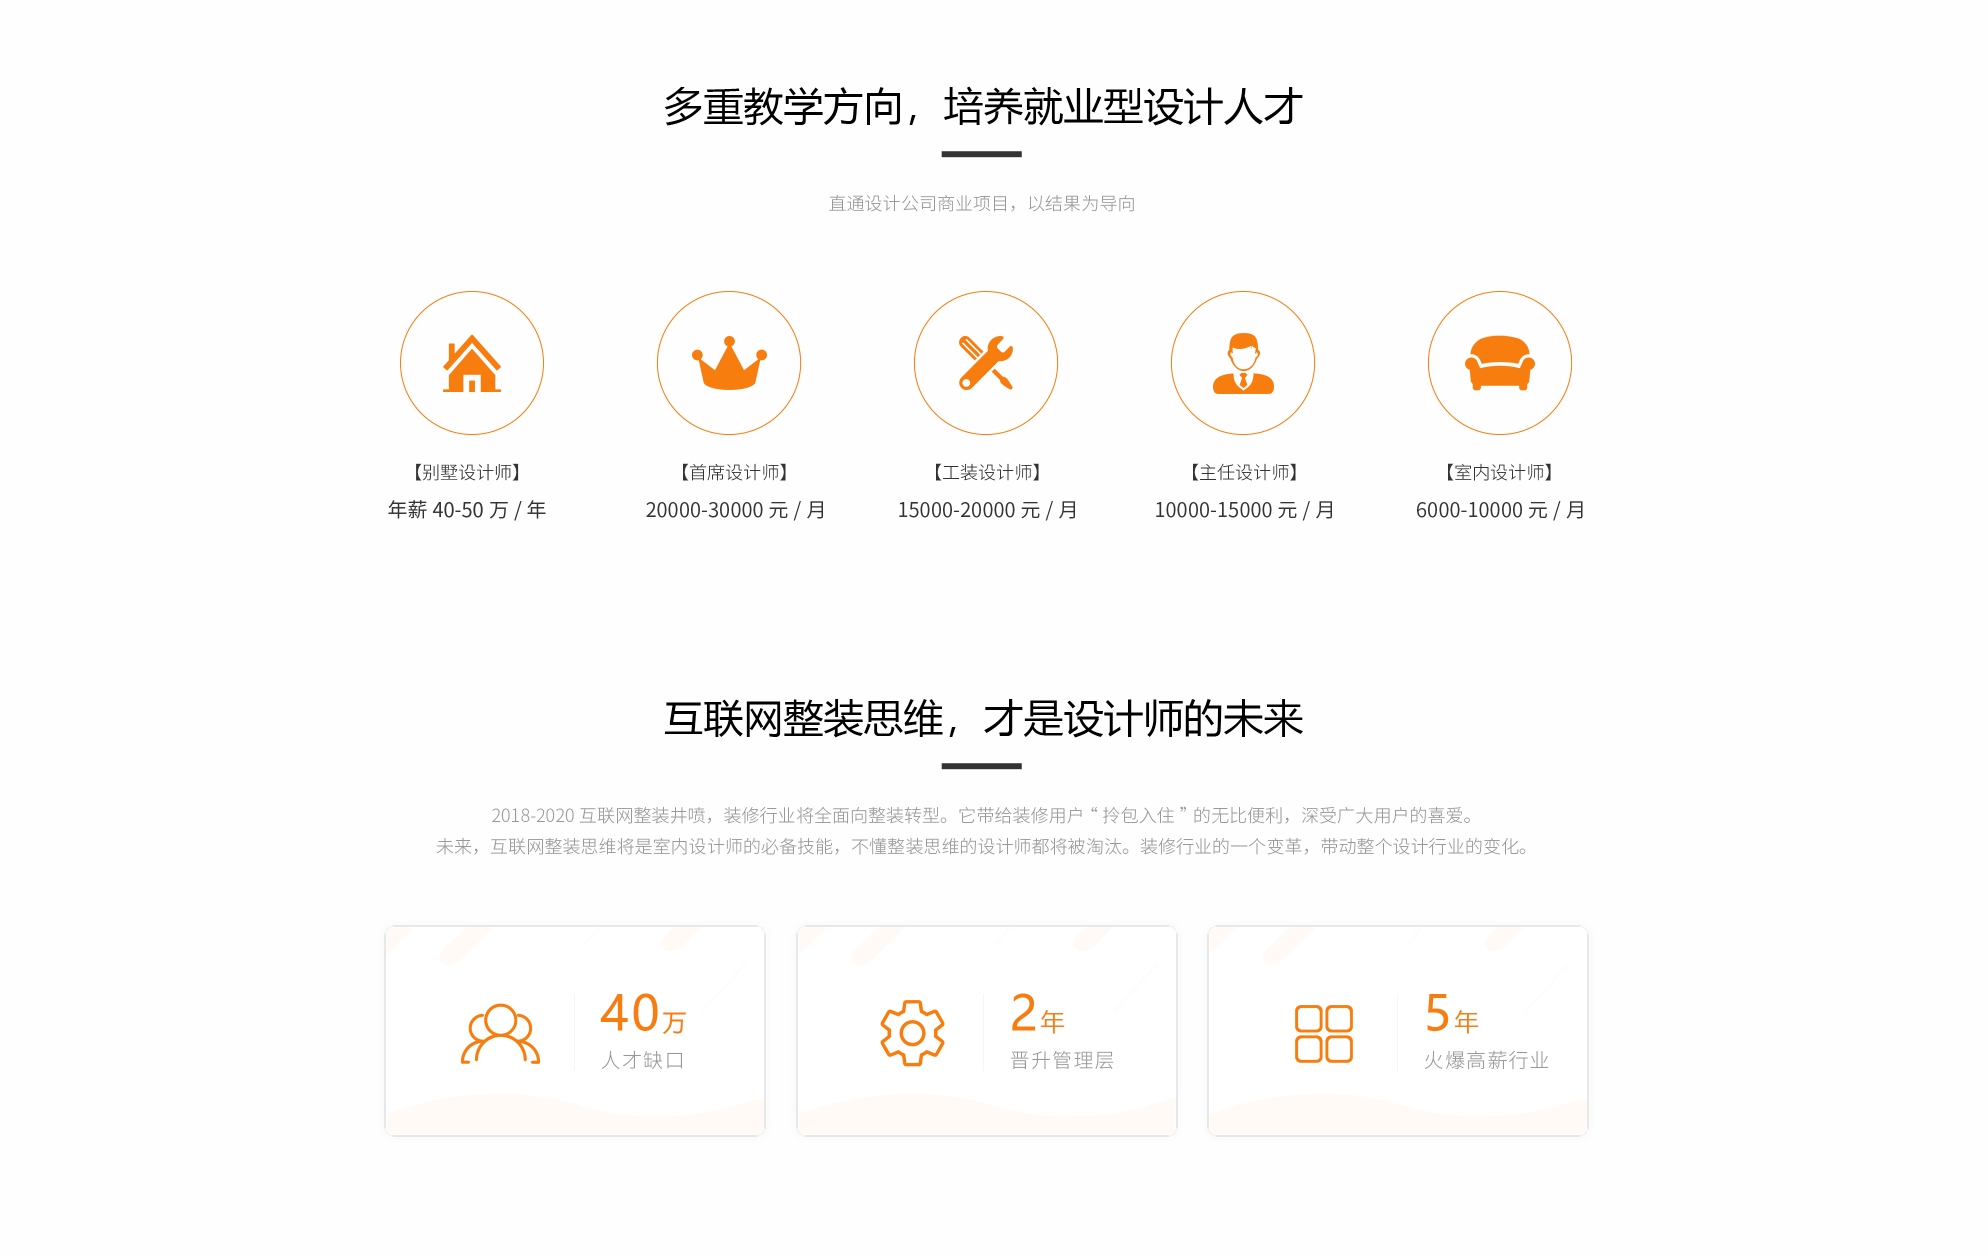 多重教学方向，培养就业型设计人才
直通设计公司商业项目，以结果为导向
【别墅设计师】
年薪 40-50 万 / 年
【首席设计师】
20000-30000 元 / 月
【工装设计师】
15000-20000 元 / 月
【主任设计师】
10000-15000 元 / 月
【室内设计师】
6000-10000 元 / 月
互联网整装思维，才是设计师的未来
2018-2020 互联网整装井喷，装修行业将全面向整装转型。它带给装修用户 “ 拎包入住 ” 的无比便利，深受广大用户的喜爱。
未来，互联网整装思维将是室内设计师的必备技能，不懂整装思维的设计师都将被淘汰。装修行业的一个变革，带动整个设计行业的变化。
40万
人才缺口
2年
晋升管理层
5年
火爆高薪行业